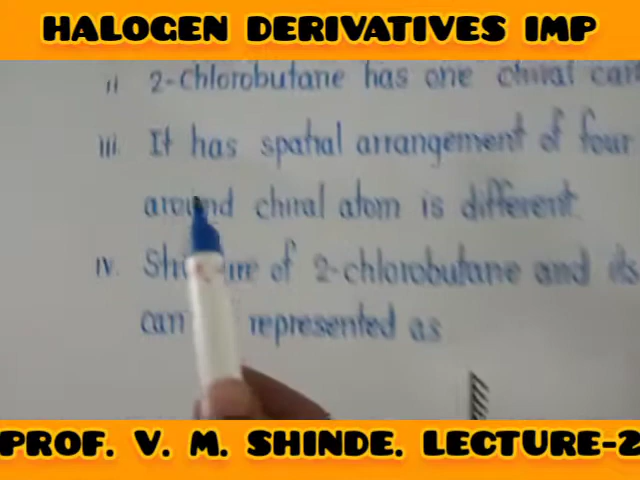 HALOGEN DERIVATIVES IMP
ii 2-chlorobutane has one chiral
iii. It has spatial arrangement of four
around chiral atom is different.
iv. Structure of 2-chlorobutane and its
can represented as
PROF. V. M. SHINDE. LECTURE-2